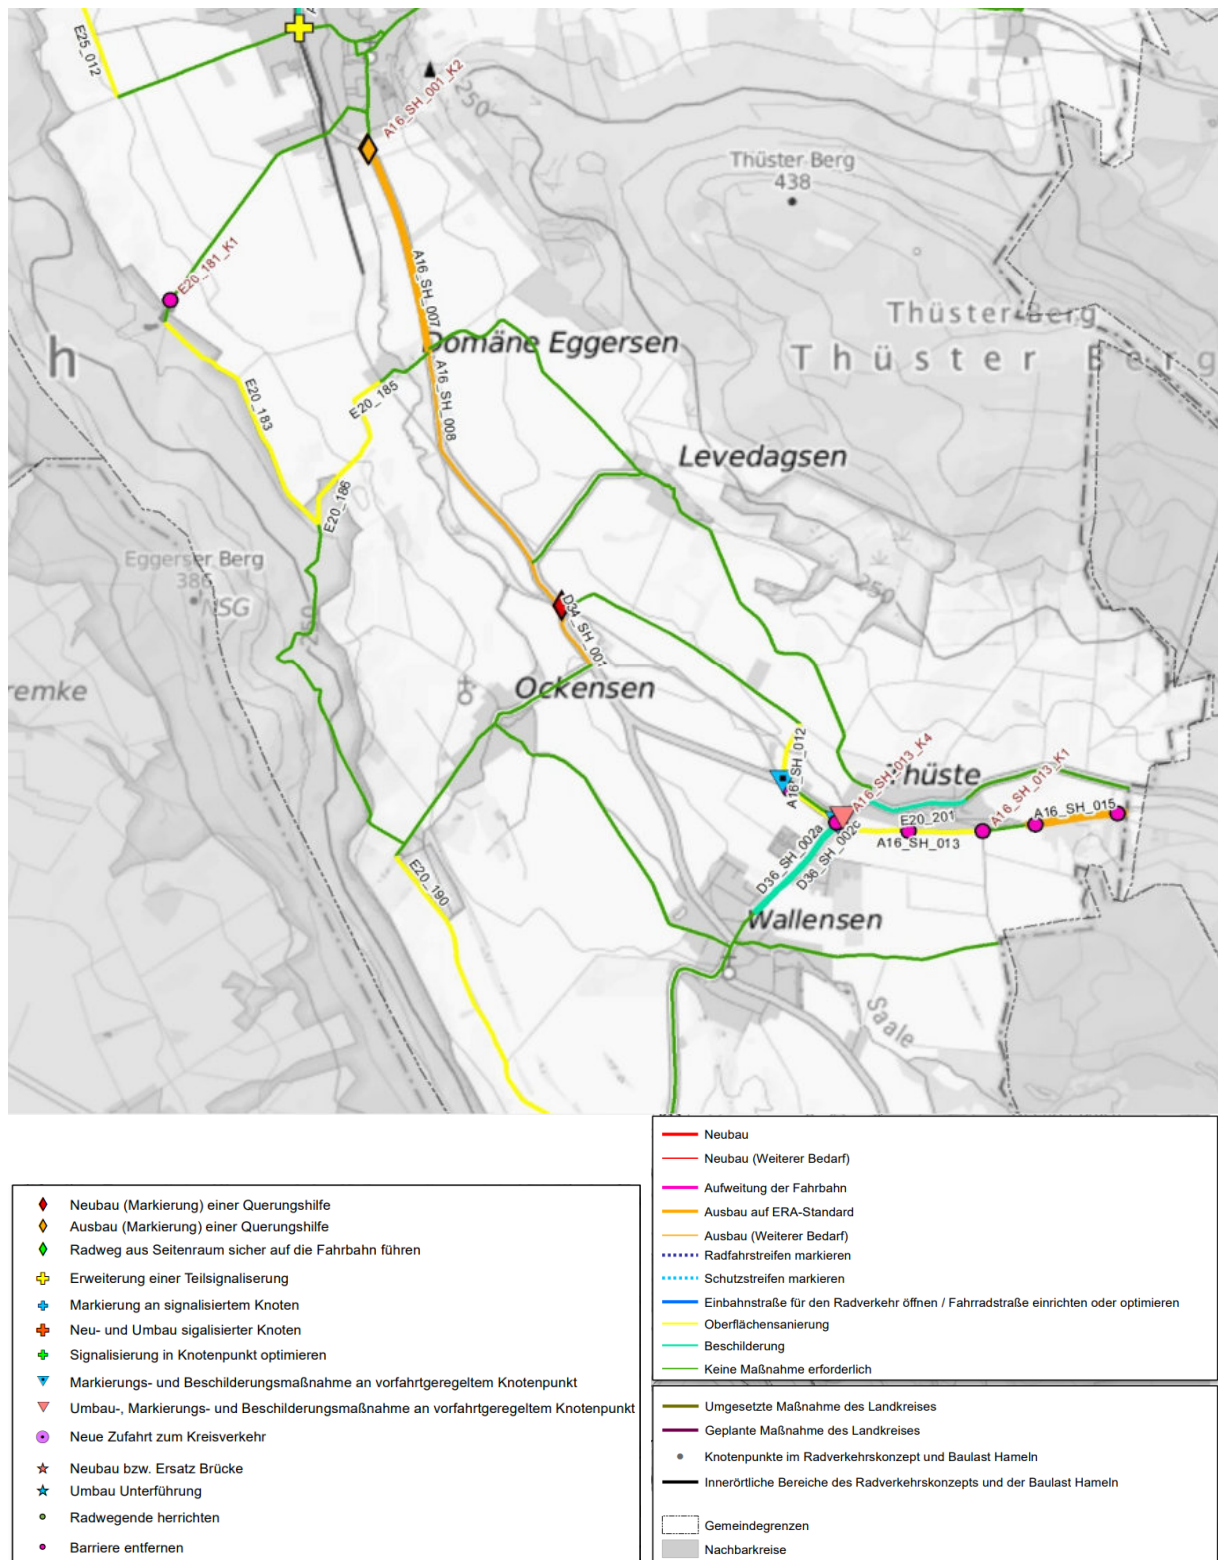 E25_012
A16_SH_001_K2
250
Thüster Berg
438
E20_181_K1
A16_SH_007
Thüster-Berg
Domäne Eggersen
Thüster Berg
h
A16_SH_008
E20_185
E20_183
Levedagsen
E20_186
Eggerser Berg
386
NSG
250
D34_SH_001
remke
Ockensen
A16_SH_012
A16_SH_013_K4
Thüste
A16_SH_013_K1
A16_SH_015
E20_201
A16_SH_013
D36_SH_002a
D36_SH_002c
E20_190
Wallensen
Saale
Neubau
Neubau (Weiterer Bedarf)
Aufweitung der Fahrbahn
Ausbau auf ERA-Standard
Ausbau (Weiterer Bedarf)
Radfahrstreifen markieren
Schutzstreifen markieren
Einbahnstraße für den Radverkehr öffnen / Fahrradstraße einrichten oder optimieren
Oberflächensanierung
Beschilderung
Keine Maßnahme erforderlich
Neubau (Markierung) einer Querungshilfe
Ausbau (Markierung) einer Querungshilfe
Radweg aus Seitenraum sicher auf die Fahrbahn führen
Erweiterung einer Teilsignaliserung
Markierung an signalisiertem Knoten
Neu- und Umbau sigalisierter Knoten
Signalisierung in Knotenpunkt optimieren
Markierungs- und Beschilderungsmaßnahme an vorfahrtgeregeltem Knotenpunkt
Umbau-, Markierungs- und Beschilderungsmaßnahme an vorfahrtgeregeltem Knotenpunkt
Neue Zufahrt zum Kreisverkehr
Neubau bzw. Ersatz Brücke
Umbau Unterführung
Radwegende herrichten
Barriere entfernen
Umgesetzte Maßnahme des Landkreises
Geplante Maßnahme des Landkreises
Knotenpunkte im Radverkehrskonzept und Baulast Hameln
Innerörtliche Bereiche des Radverkehrskonzepts und der Baulast Hameln
Gemeindegrenzen
Nachbarkreise